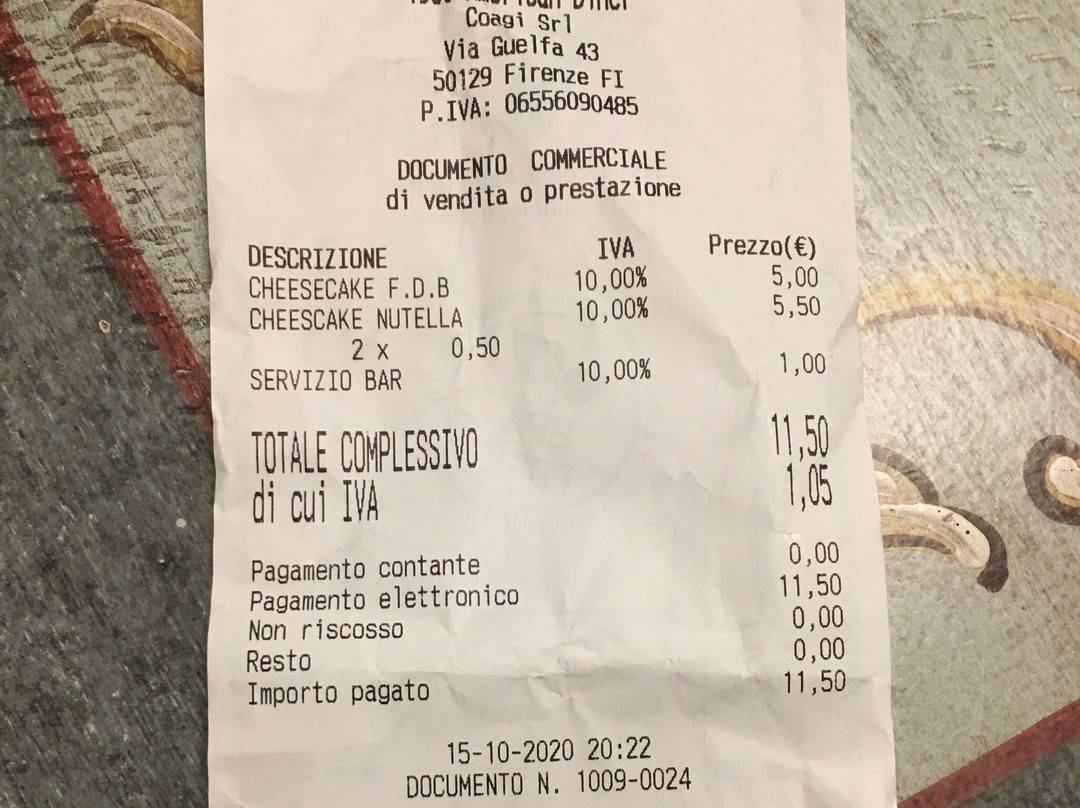 Coagi Srl
Via Guelfa 43
50129 Firenze FI
P.IVA: 06556090485
DOCUMENTO COMMERCIALE
di vendita o prestazione
DESCRIZIONE IVA Prezzo(€)
CHEESECAKE F.D.B 10,00% 5,00
CHEESCAKE NUTELLA 10,00% 5,50
2 x 0,50
SERVIZIO BAR 10,00% 1,00
TOTALE COMPLESSIVO 11,50
di cui IVA 1,05
Pagamento contante 0,00
Pagamento elettronico 11,50
Non riscosso 0,00
Resto 0,00
Importo pagato 11,50
15-10-2020 20:22
DOCUMENTO N. 1009-0024